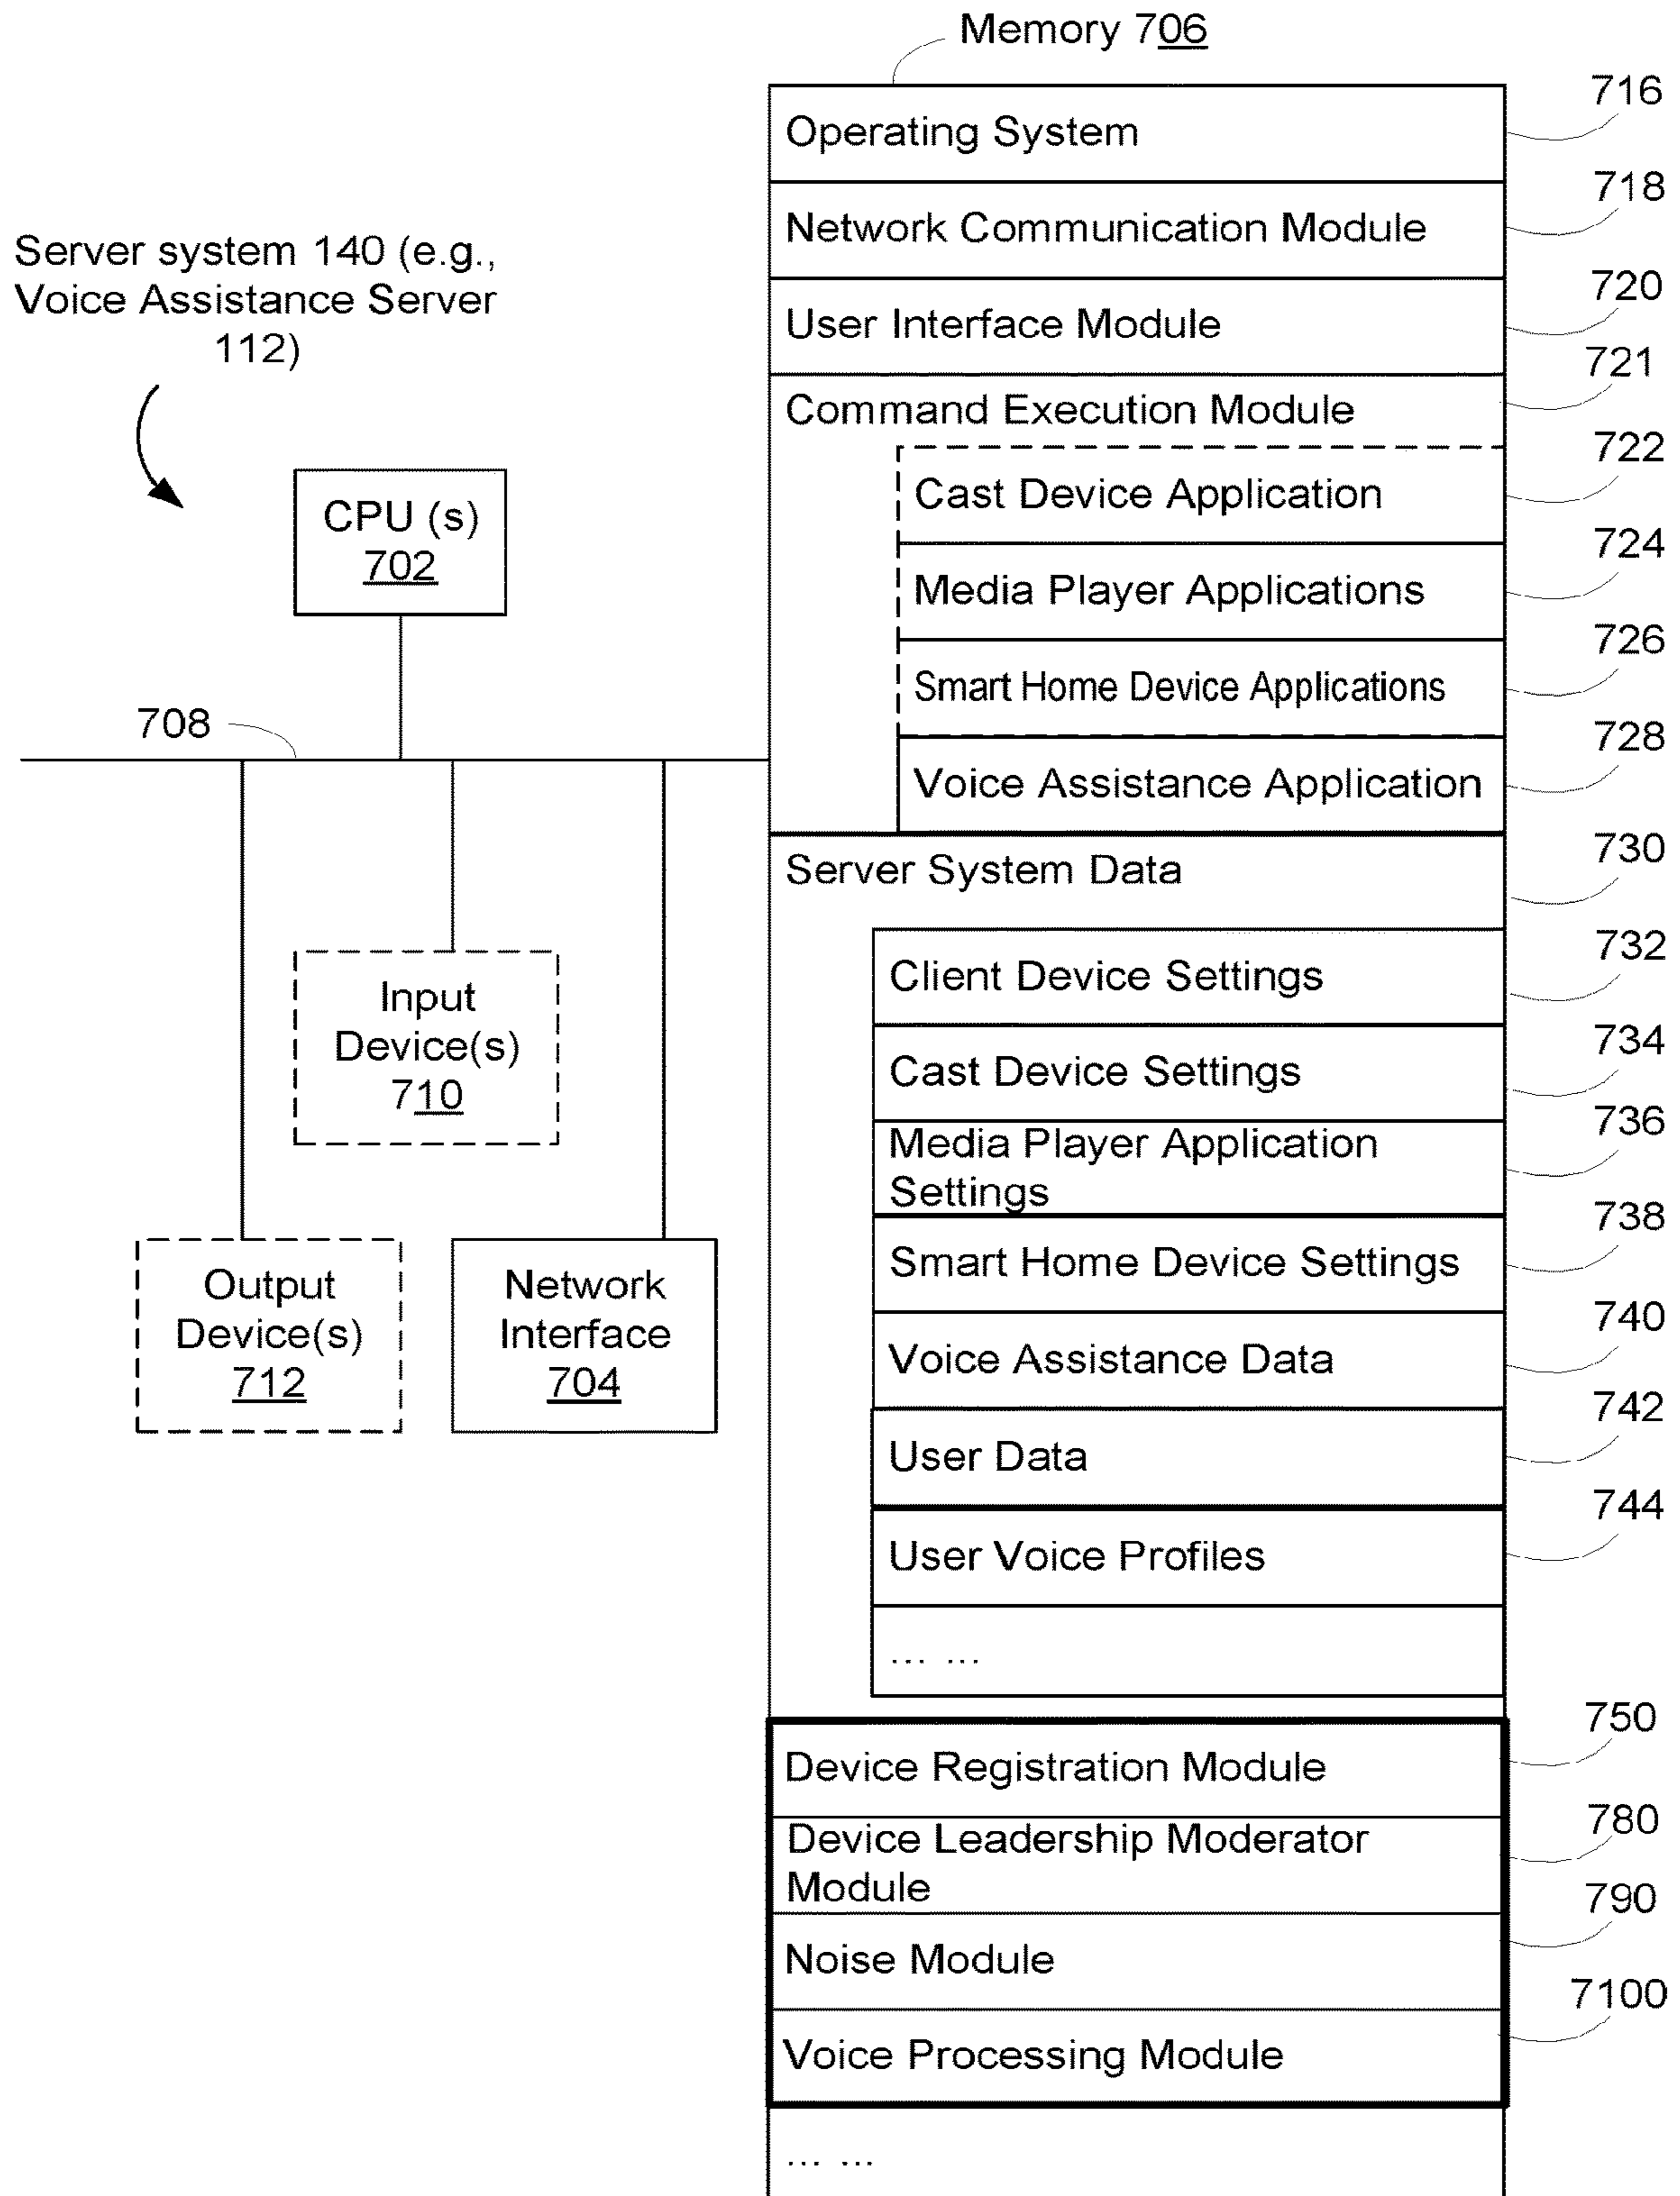 Memory 706
Operating System
716
Network Communication Module
718
User Interface Module
720
Command Execution Module
721
Cast Device Application
722
Media Player Applications
724
Smart Home Device Applications
726
Voice Assistance Application
728
Server System Data
730
Client Device Settings
732
Cast Device Settings
734
Media Player Application
Settings
736
Smart Home Device Settings
738
Voice Assistance Data
740
User Data
742
User Voice Profiles
744
... ...
Device Registration Module
750
Device Leadership Moderator
Module
780
Noise Module
790
Voice Processing Module
7100
... ...
Server system 140 (e.g.,
Voice Assistance Server
112)
CPU (s)
702
708
Input
Device(s)
710
Output
Device(s)
712
Network
Interface
704